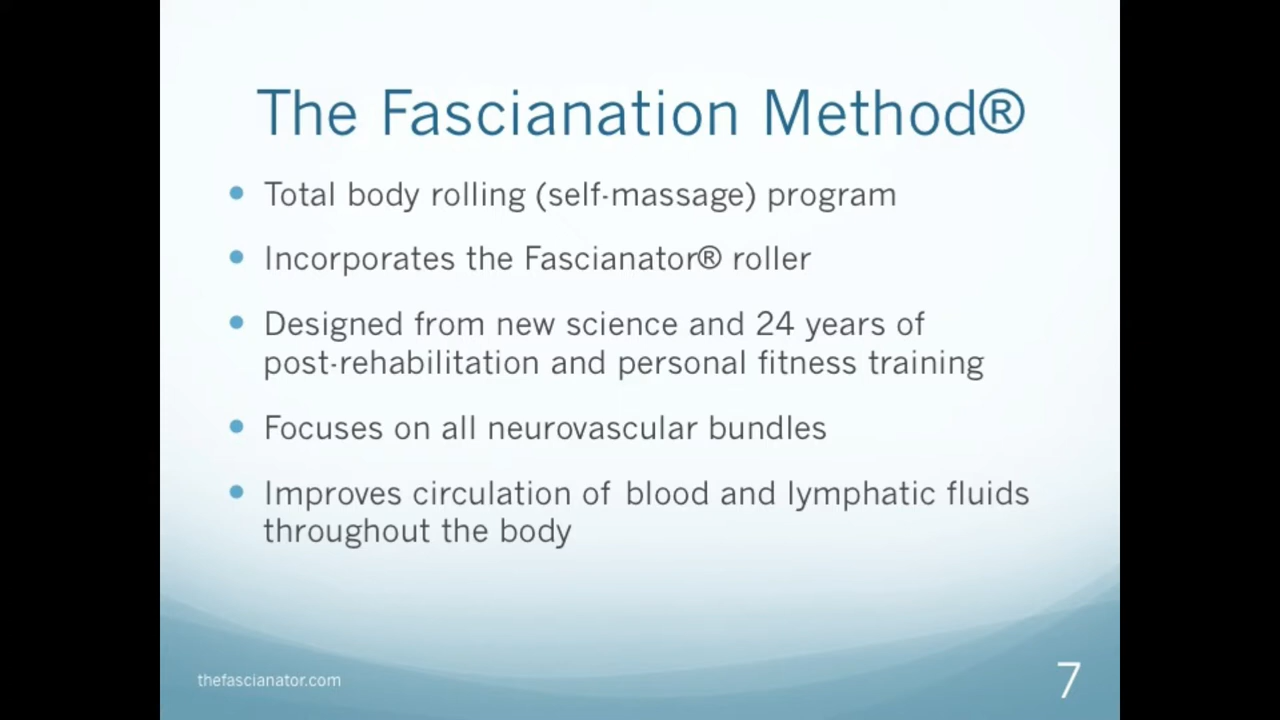 The Fascianation Method®
• Total body rolling (self-massage) program
• Incorporates the Fascianator® roller
• Designed from new science and 24 years of
post-rehabilitation and personal fitness training
• Focuses on all neurovascular bundles
• Improves circulation of blood and lymphatic fluids
throughout the body
thefascianator.com
7